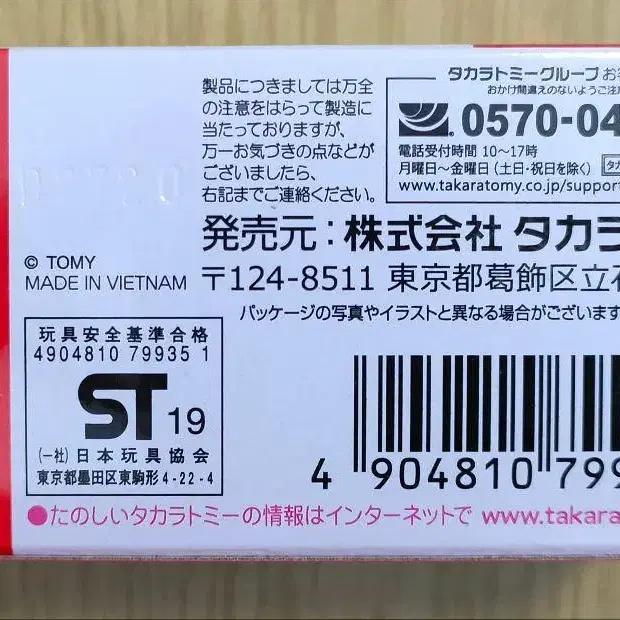 製品につきましては万全
の注意をはらって製造に
当たっておりますが、
万一お気づきの点などが
ございましたら、
右記までご連絡ください。
タカラトミーグループお
おかけ間違えのないようご注
0570-04
電話受付時間 10〜17時
月曜日〜金曜日(土・日・祝日を除く)
www.takaratomy.co.jp/support
発売元:株式会社 タカラ
〒124-8511 東京都葛飾区立石
パッケージの写真やイラストと異なる場合がございます
© TOMY
MADE IN VIETNAM
玩具安全基準合格
4904810 79935 1
ST 19
(一社)日本玩具協会
東京都墨田区東駒形4-22-4
4 904810 799
●たのしいタカラトミーの情報はインターネットで www.takara